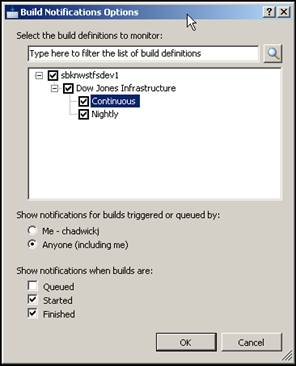 Build Notifications Options
Select the build definitions to monitor:
Type here to filter the list of build definitions
sbknwstfsdev1
Dow Jones Infrastructure
Continuous
Nightly
Show notifications for builds triggered or queued by:
Me - chadwickj
Anyone (including me)
Show notifications when builds are:
Queued
Started
Finished
OK
Cancel